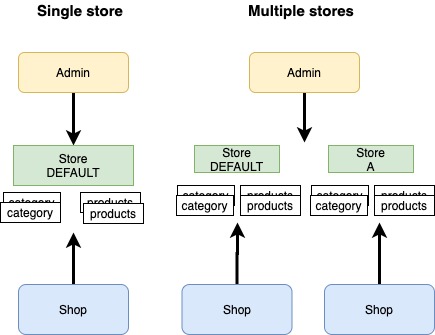 Single store
Multiple stores
Admin
Admin
Store
DEFAULT
Store
DEFAULT
Store
A
category
products
category
products
category
products
category
products
category
products
category
products
Shop
Shop
Shop